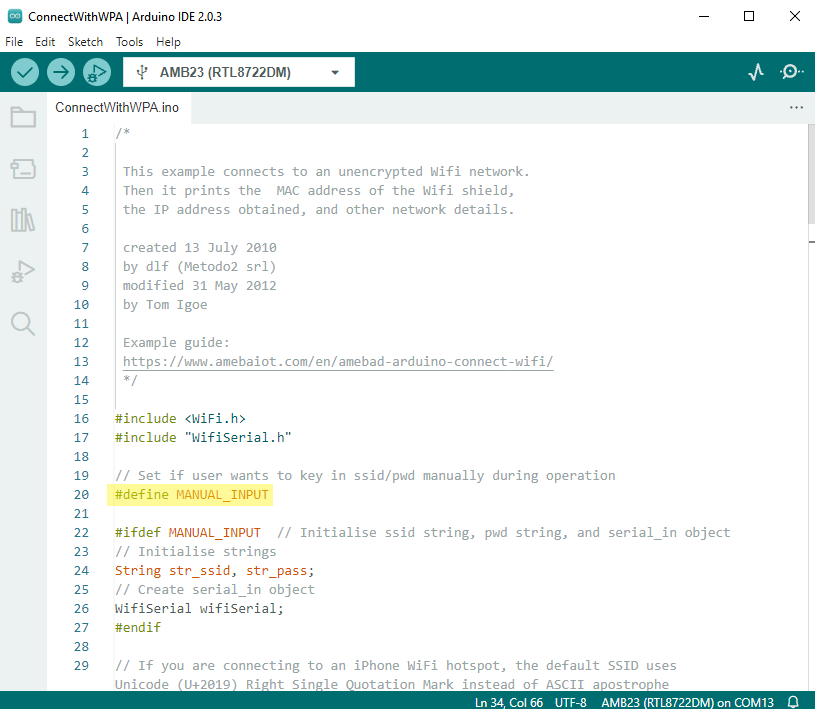 ConnectWithWPA | Arduino IDE 2.0.3
File Edit Sketch Tools Help
AMB23 (RTL8722DM)
ConnectWithWPA.ino
1 /*
2
3 This example connects to an unencrypted Wifi network.
4 Then it prints the  MAC address of the Wifi shield,
5 the IP address obtained, and other network details.
6
7 created 13 July 2010
8 by dlf (Metodo2 srl)
9 modified 31 May 2012
10 by Tom Igoe
11
12 Example guide:
13 https://www.amebaiot.com/en/amebad-arduino-connect-wifi/
14 */
15
16 #include <WiFi.h>
17 #include "WifiSerial.h"
18
19 // Set if user wants to key in ssid/pwd manually during operation
20 #define MANUAL_INPUT
21
22 #ifdef MANUAL_INPUT  // Initialise ssid string, pwd string, and serial_in object
23 // Initialise strings
24 String str_ssid, str_pass;
25 // Create serial_in object
26 WifiSerial wifiSerial;
27 #endif
28
29 // If you are connecting to an iPhone WiFi hotspot, the default SSID uses
Unicode (U+2019) Right Single Quotation Mark instead of ASCII apostrophe
Ln 34, Col 66 UTF-8 AMB23 (RTL8722DM) on COM13